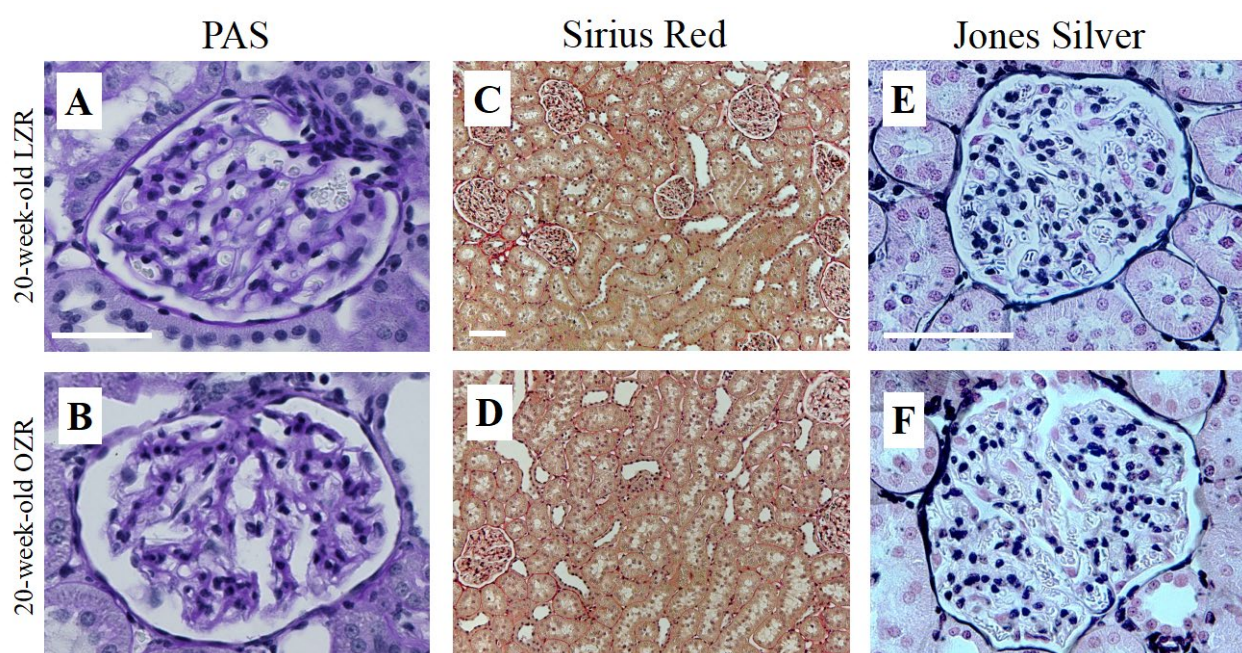 PAS Sirius Red Jones Silver
20-week-old LZR
A C E
20-week-old OZR
B D F